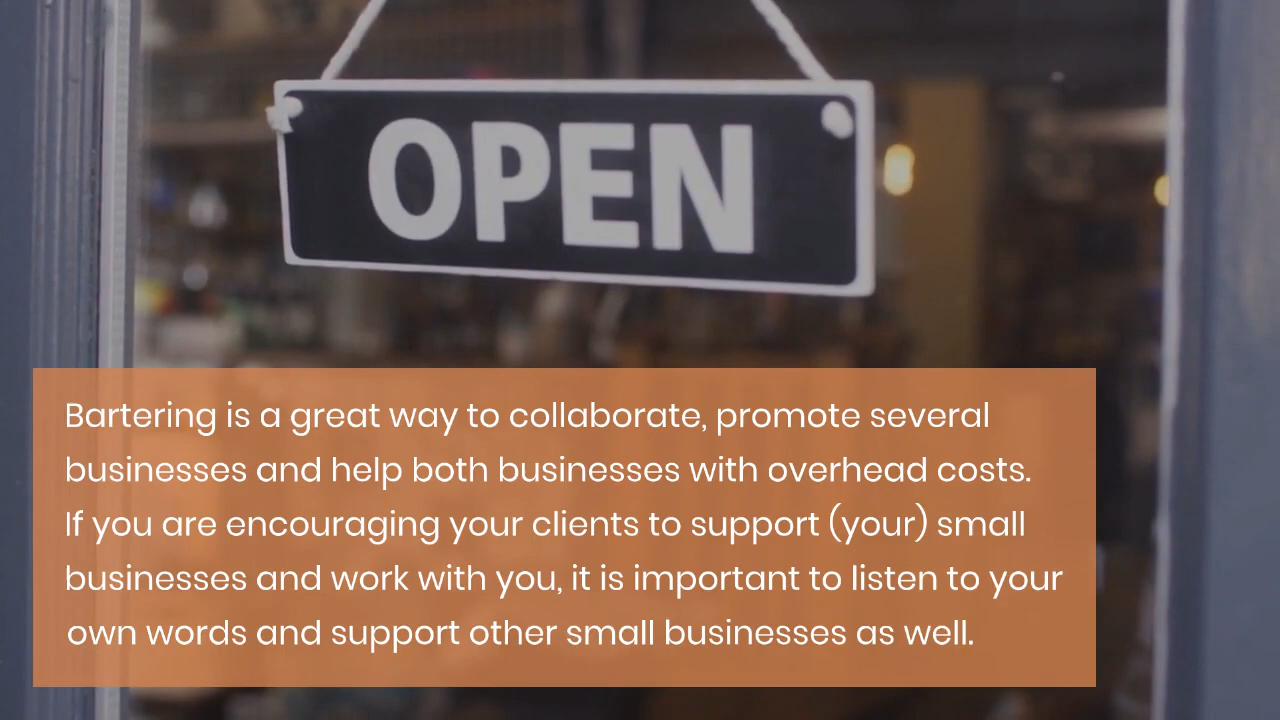 OPEN
Bartering is a great way to collaborate, promote several
businesses and help both businesses with overhead costs.
If you are encouraging your clients to support (your) small
businesses and work with you, it is important to listen to your
own words and support other small businesses as well.